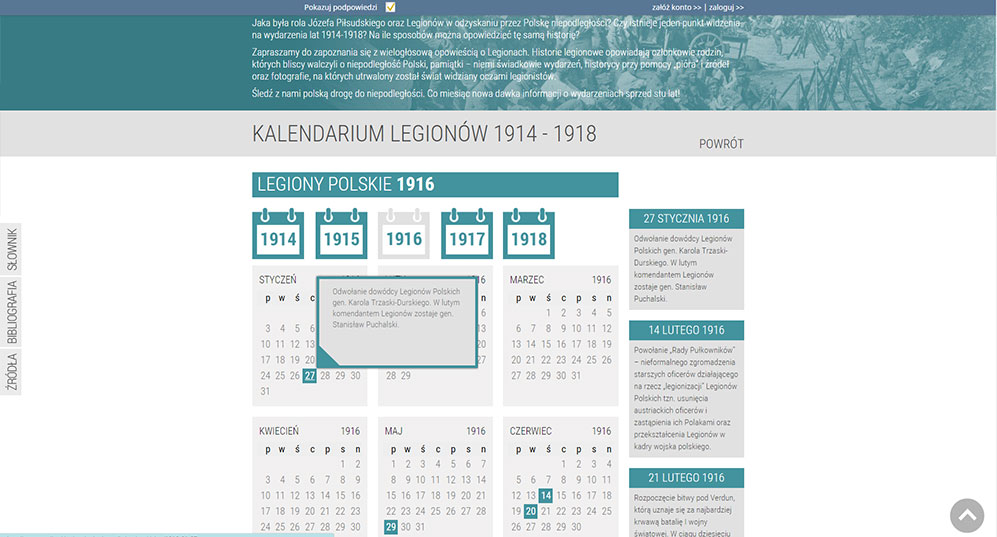 Pokazuj podpowiedzi
załóż konto >> | zaloguj >>
Jaka była rola Józefa Piłsudskiego oraz Legionów w odzyskaniu przez Polskę niepodległości? Czy istnieje jeden punkt widzenia
na wydarzenia lat 1914-1918? Na ile sposobów można opowiedzieć tę samą historię?
Zapraszamy do zapoznania się z wielogłosową opowieścią o Legionach. Historie legionowe opowiadają członkowie rodzin,
których bliscy walczyli o niepodległość Polski, pamiątki – niemi świadkowie wydarzeń, historycy przy pomocy „pióra” i źródeł
oraz fotografie, na których utrwalony został świat widziany oczami legionistów.
Śledź z nami polską drogę do niepodległości. Co miesiąc nowa dawka informacji o wydarzeniach sprzed stu lat!
KALENDARIUM LEGIONÓW 1914 - 1918
POWRÓT
SŁOWNIK
BIBLIOGRAFIA
ŹRÓDŁA
LEGIONY POLSKIE 1916
1914 1915 1916 1917 1918
STYCZEŃ
p w ś c
3 4 5 6
10 11 12 13
17 18 19 20
24 25 26 27 28 29 30
31
Odwołanie dowódcy Legionów Polskich
gen. Karola Trzaski-Durskiego. W lutym
komendantem Legionów zostaje gen.
Stanisław Puchalski.
16
n
6
13
20
27
28 29
MARZEC 1916
p w ś c p s n
1 2 3 4 5
6 7 8 9 10 11 12
13 14 15 16 17 18 19
20 21 22 23 24 25 26
27 28 29 30 31
KWIECIEŃ 1916
p w ś c p s n
1 2
3 4 5 6 7 8 9
10 11 12 13 14 15 16
17 18 19 20 21 22 23
24 25 26 27 28 29 30
MAJ 1916
p w ś c p s n
1 2 3 4 5 6 7
8 9 10 11 12 13 14
15 16 17 18 19 20 21
22 23 24 25 26 27 28
29 30 31
CZERWIEC 1916
p w ś c p s n
1 2 3 4
5 6 7 8 9 10 11
12 13 14 15 16 17 18
19 20 21 22 23 24 25
26 27 28 29 30
27 STYCZNIA 1916
Odwołanie dowódcy Legionów
Polskich gen. Karola Trzaski-
Durskiego. W lutym
komendantem Legionów
zostaje gen. Stanisław
Puchalski.
14 LUTEGO 1916
Powołanie „Rady Pułkowników”
– nieformalnego zgromadzenia
starszych oficerów działającego
na rzecz „legionizacji” Legionów
Polskich tzn. usunięcia
austriackich oficerów i
zastąpienia ich Polakami oraz
przekształcenia Legionów w
kadry wojska polskiego.
21 LUTEGO 1916
Rozpoczęcie bitwy pod Verdun,
którą uznaje się za najbardziej
krwawą batalię I wojny
światowej. W ciągu dziesięciu